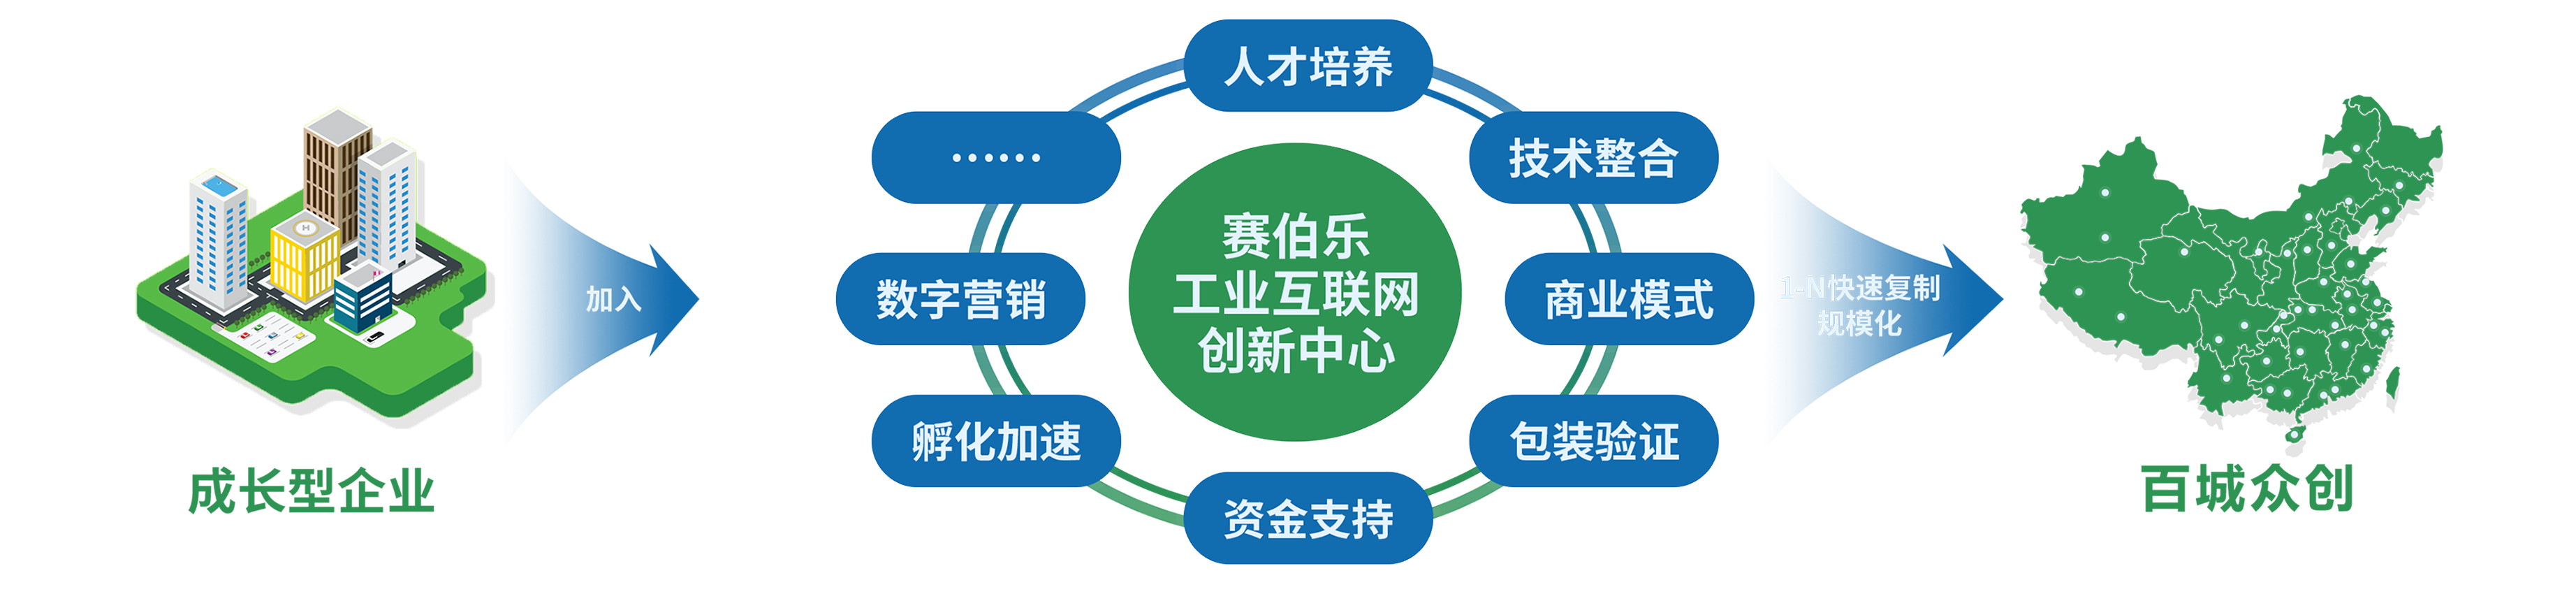 成长型企业
加入
人才培养
技术整合
商业模式
包装验证
资金支持
孵化加速
数字营销
……
赛伯乐
工业互联网
创新中心
1-N快速复制
规模化
百城众创
H